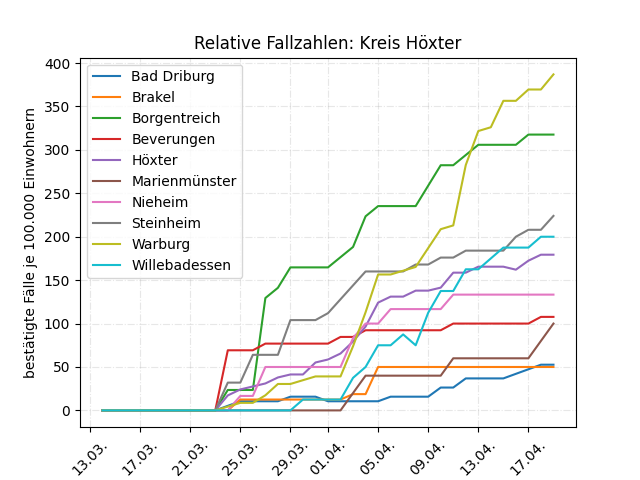 Relative Fallzahlen: Kreis Höxter
bestätigte Fälle je 100.000 Einwohnern
400
350
300
250
200
150
100
50
0
Bad Driburg
Brakel
Borgentreich
Beverungen
Höxter
Marienmünster
Nieheim
Steinheim
Warburg
Willebadessen
13.03.
17.03.
21.03.
25.03.
29.03.
01.04.
05.04.
09.04.
13.04.
17.04.